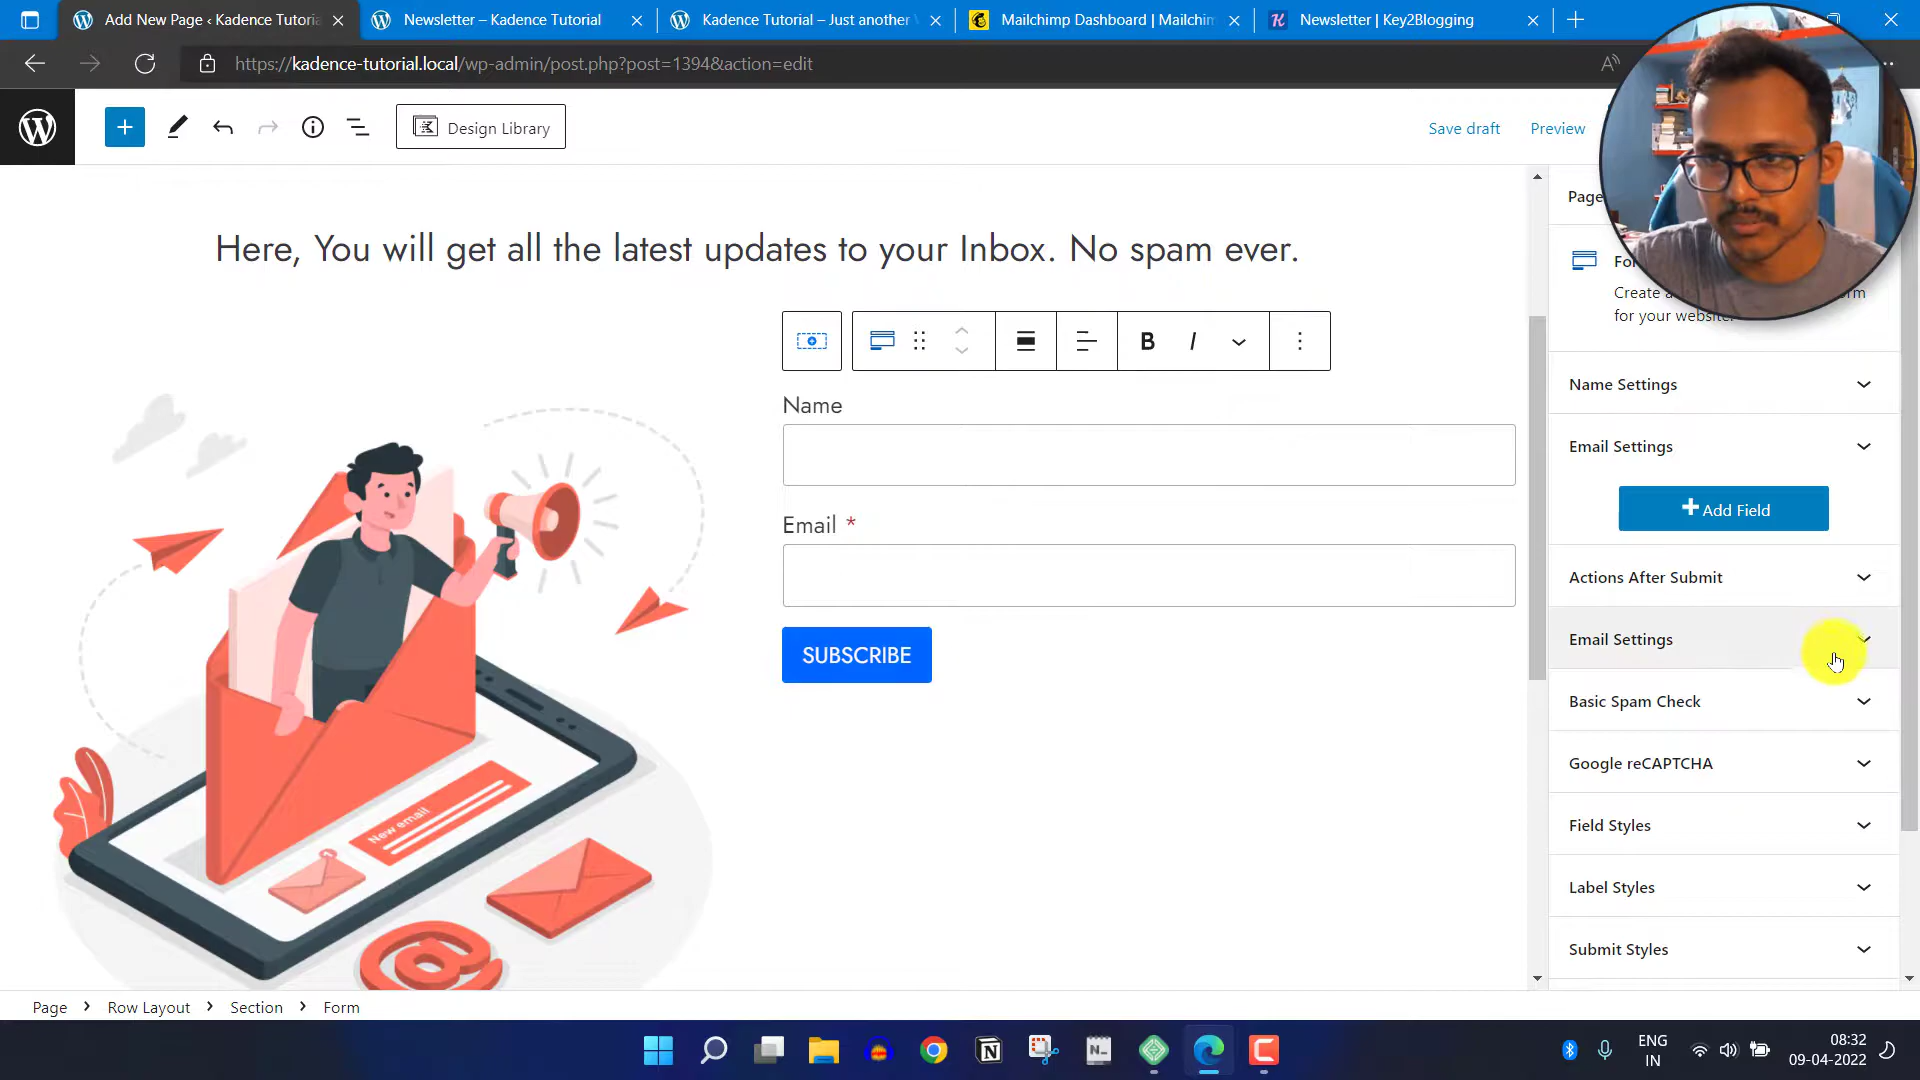 Add New Page ‹ Kadence Tutoria
Newsletter – Kadence Tutorial
Kadence Tutorial – Just another
Mailchimp Dashboard | Mailchim
Newsletter | Key2Blogging
https://kadence-tutorial.local/wp-admin/post.php?post=1394&action=edit
Design Library
Save draft
Preview
Page
Here, You will get all the latest updates to your Inbox. No spam ever.
For
Create a
for your website.
Name Settings
Name
Email Settings
Add Field
Email *
Actions After Submit
SUBSCRIBE
Email Settings
Basic Spam Check
Google reCAPTCHA
New email
Field Styles
Label Styles
Submit Styles
Page
Row Layout
Section
Form
ENG
IN
08:32
09-04-2022